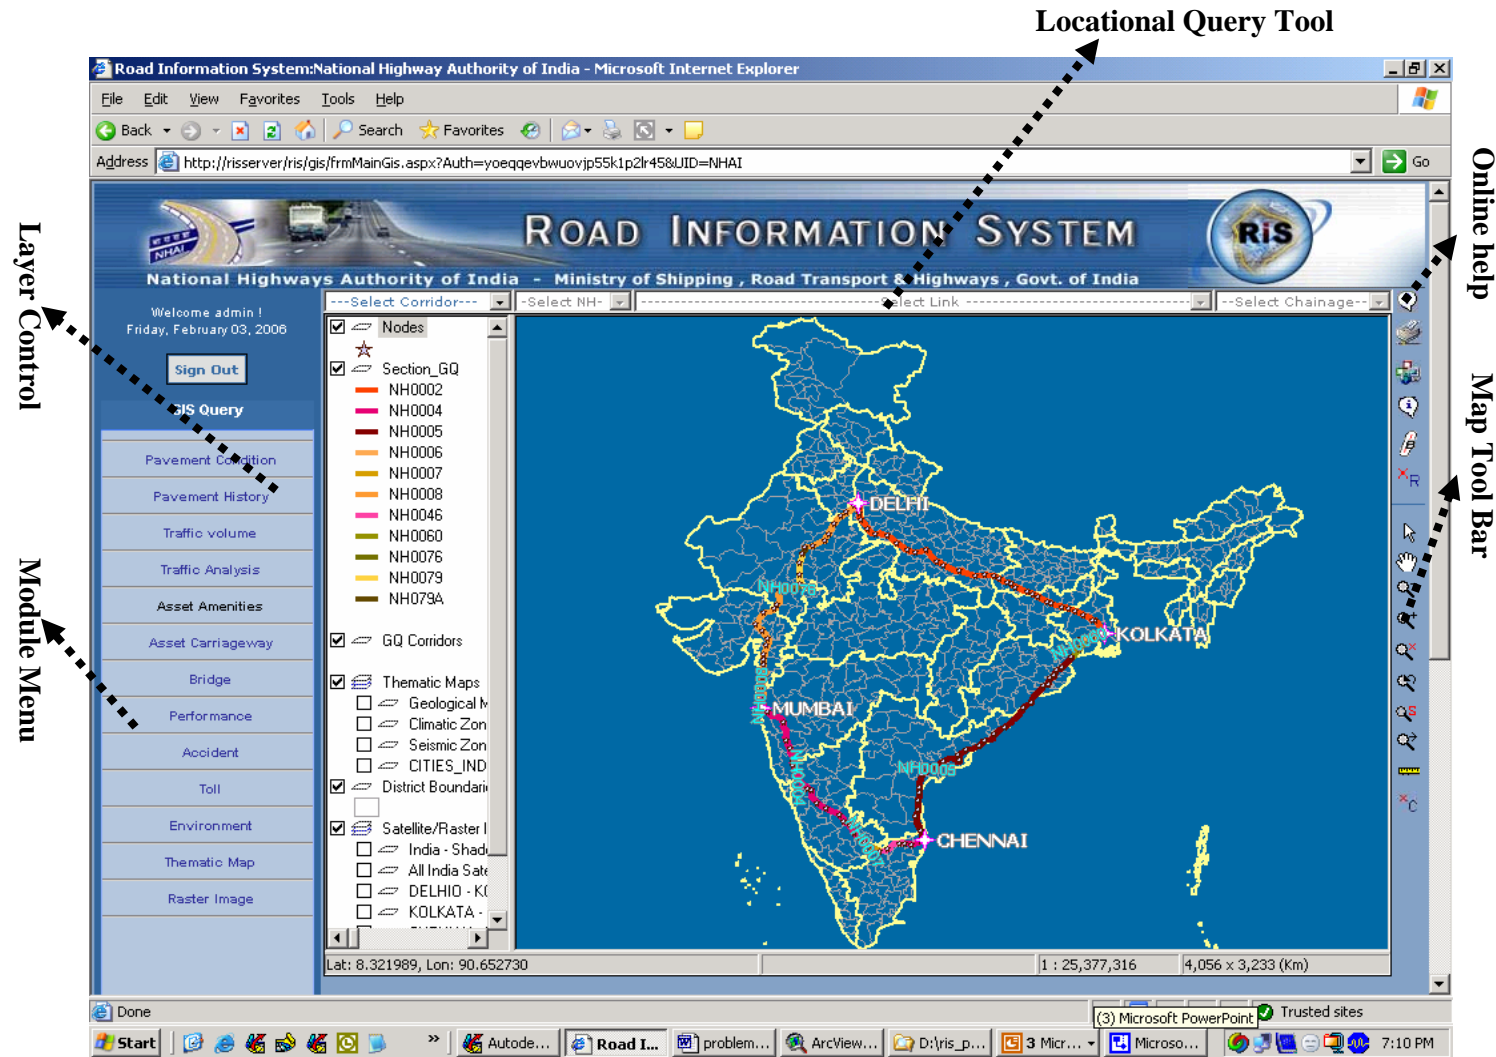 Locational Query Tool
Road Information System:National Highway Authority of India - Microsoft Internet Explorer
File Edit View Favorites Tools Help
Back Search Favorites
Address http://risserver/ris/gis/frmMainGis.aspx?Auth=yoeqqevbwuovjp55k1p2lr45&UID=NHAI Go
NHAI ROAD INFORMATION SYSTEM RIS
National Highways Authority of India - Ministry of Shipping , Road Transport & Highways , Govt. of India
Layer Control
Module Menu
Online help
Map Tool Bar
Welcome admin !
Friday, February 03, 2006
Sign Out
GIS Query
Pavement Condition
Pavement History
Traffic volume
Traffic Analysis
Asset Amenities
Asset Carriageway
Bridge
Performance
Accident
Toll
Environment
Thematic Map
Raster Image
---Select Corridor--- -Select NH- Select Link --Select Chainage--
Nodes
Section_GQ
NH0002
NH0004
NH0005
NH0006
NH0007
NH0008
NH0046
NH0060
NH0076
NH0079
NH079A
GQ Corridors
Thematic Maps
Geological M
Climatic Zon
Seismic Zon
CITIES_IND
District Boundari
Satellite/Raster I
India - Shad
All India Sate
DELHIO - K
KOLKATA -
DELHI
NH0076
KOLKATA
MUMBAI
NH0005
CHENNAI
Lat: 8.321989, Lon: 90.652730 1 : 25,377,316 4,056 x 3,233 (Km)
Done Trusted sites
(3) Microsoft PowerPoint
Start Autode... Road I... problem... ArcView... D:\ris_p... 3 Micr... Microso... 7:10 PM